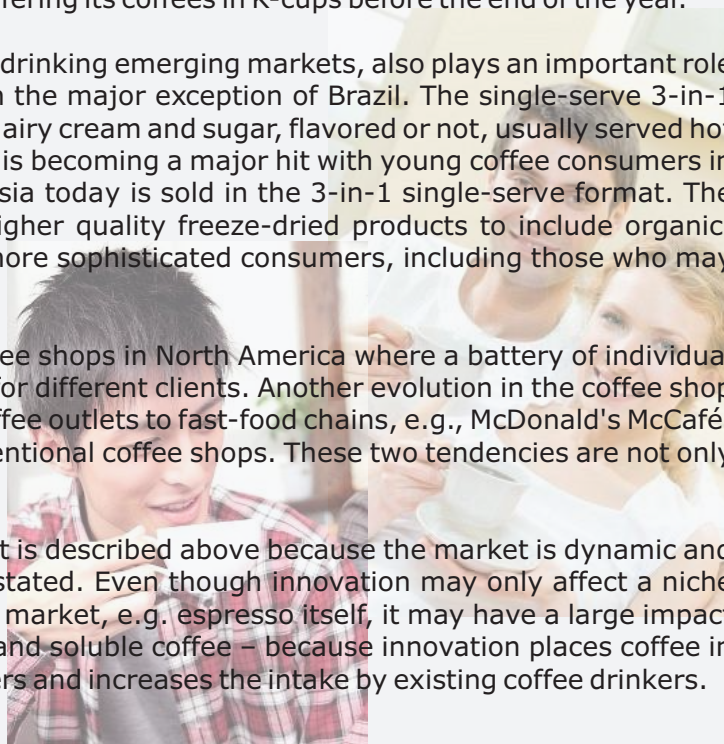 ering its coffees in K-cups before the end of the year.
drinking emerging markets, also plays an important role
the major exception of Brazil. The single-serve 3-in-1
airy cream and sugar, flavored or not, usually served hot
is becoming a major hit with young coffee consumers in
sia today is sold in the 3-in-1 single-serve format. The
igher quality freeze-dried products to include organic
more sophisticated consumers, including those who may
ee shops in North America where a battery of individual
for different clients. Another evolution in the coffee shop
ffee outlets to fast-food chains, e.g., McDonald's McCafé
entional coffee shops. These two tendencies are not only
t is described above because the market is dynamic and
stated. Even though innovation may only affect a niche
market, e.g. espresso itself, it may have a large impact
and soluble coffee – because innovation places coffee in
ers and increases the intake by existing coffee drinkers.